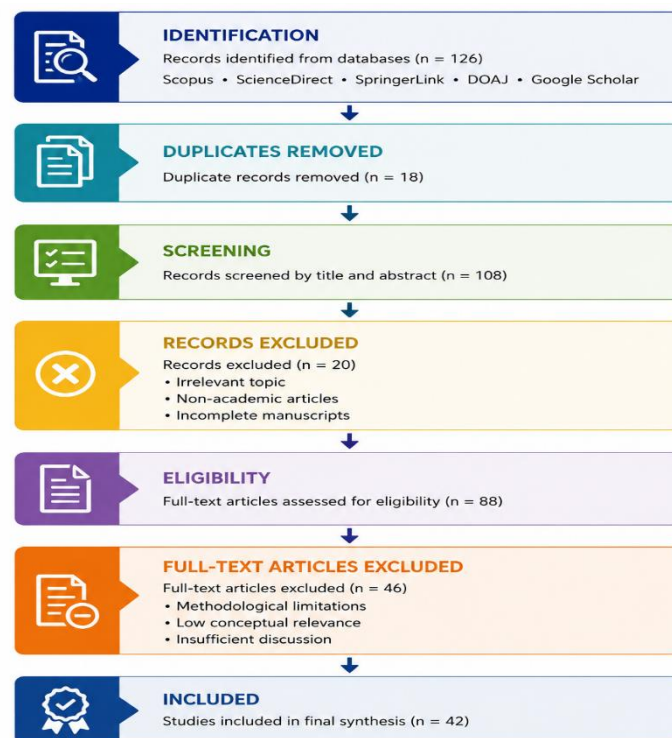 IDENTIFICATION
Records identified from databases (n = 126)
Scopus • ScienceDirect • SpringerLink • DOAJ • Google Scholar
DUPLICATES REMOVED
Duplicate records removed (n = 18)
SCREENING
Records screened by title and abstract (n = 108)
RECORDS EXCLUDED
Records excluded (n = 20)
• Irrelevant topic
• Non-academic articles
• Incomplete manuscripts
ELIGIBILITY
Full-text articles assessed for eligibility (n = 88)
FULL-TEXT ARTICLES EXCLUDED
Full-text articles excluded (n = 46)
• Methodological limitations
• Low conceptual relevance
• Insufficient discussion
INCLUDED
Studies included in final synthesis (n = 42)